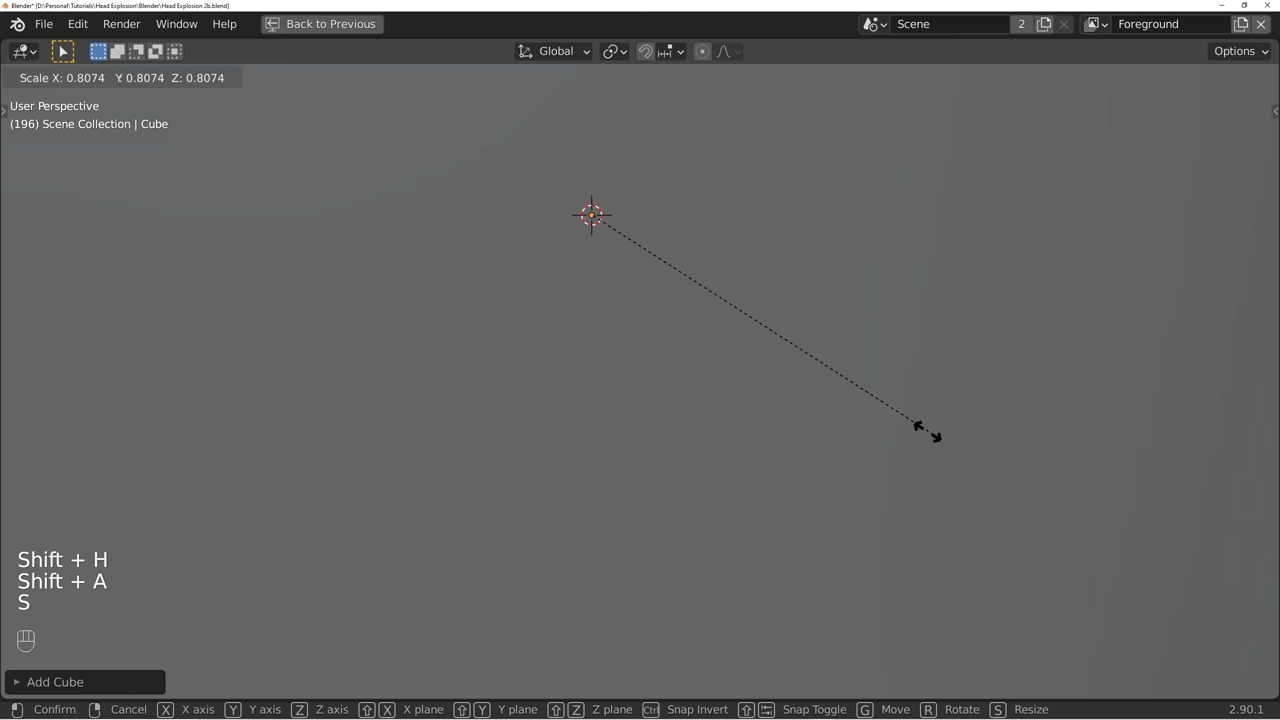 Blender* [D:\Personal\Tutorials\Head Explosion\Blender\Head Explosion 2b.blend]
File Edit Render Window Help Back to Previous Scene 2 Foreground
Global Options
Scale X: 0.8074 Y: 0.8074 Z: 0.8074
User Perspective
(196) Scene Collection | Cube
Shift + H
Shift + A
S
Add Cube
Confirm Cancel X X axis Y Y axis Z Z axis X X plane Y Y plane Z Z plane Ctrl Snap Invert Snap Toggle G Move R Rotate S Resize 2.90.1